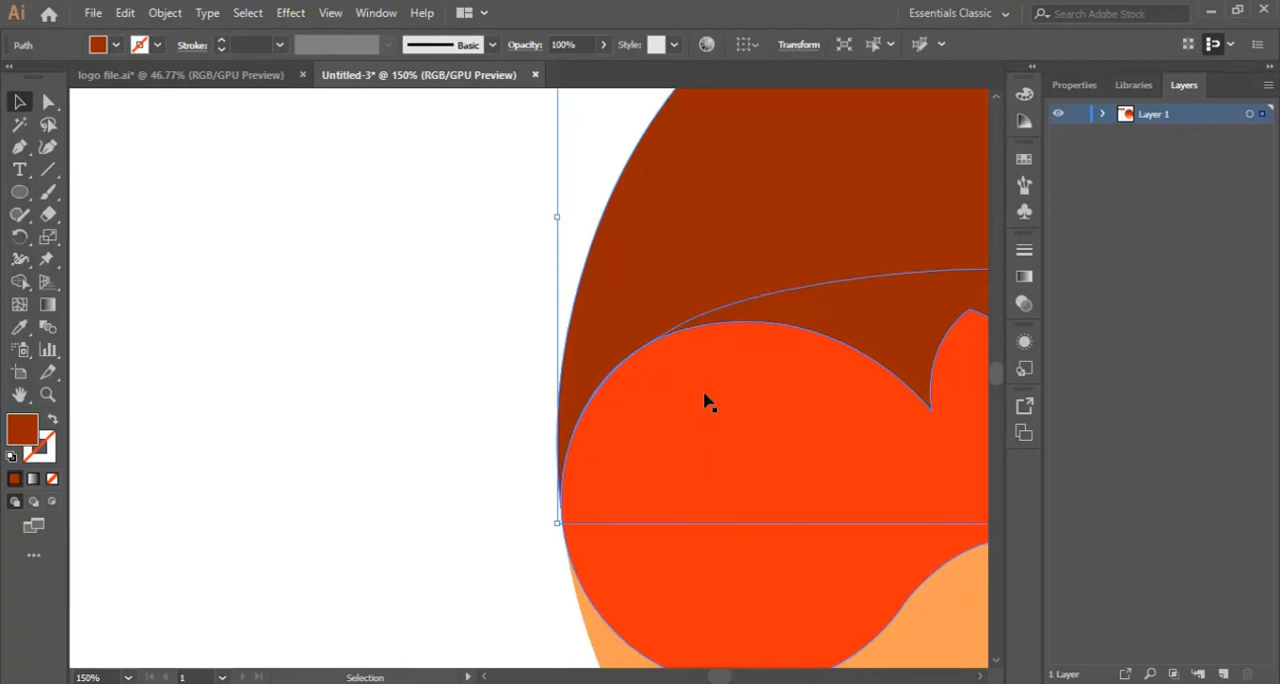 Ai File Edit Object Type Select Effect View Window Help Essentials Classic Search Adobe Stock
Path Stroke: Basic Opacity: 100% Style: Transform
logo file.ai* @ 46.77% (RGB/GPU Preview) × Untitled-3* @ 150% (RGB/GPU Preview) ×
Properties Libraries Layers
Layer 1
150% 1 Selection
1 Layer